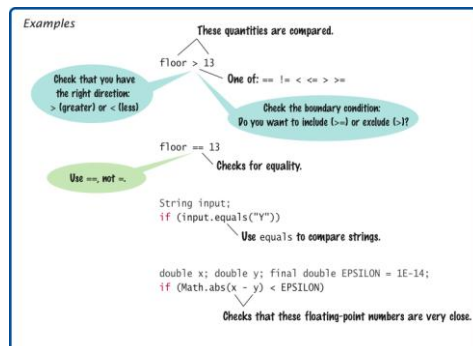 Examples
These quantities are compared.
floor > 13
One of: == != < <= > >=
Check that you have
the right direction:
> (greater) or < (less)
Check the boundary condition:
Do you want to include (>=) or exclude (>)?
floor == 13
Checks for equality.
Use ==, not =.
String input;
if (input.equals("Y"))
Use equals to compare strings.
double x; double y; final double EPSILON = 1E-14;
if (Math.abs(x - y) < EPSILON)
Checks that these floating-point numbers are very close.